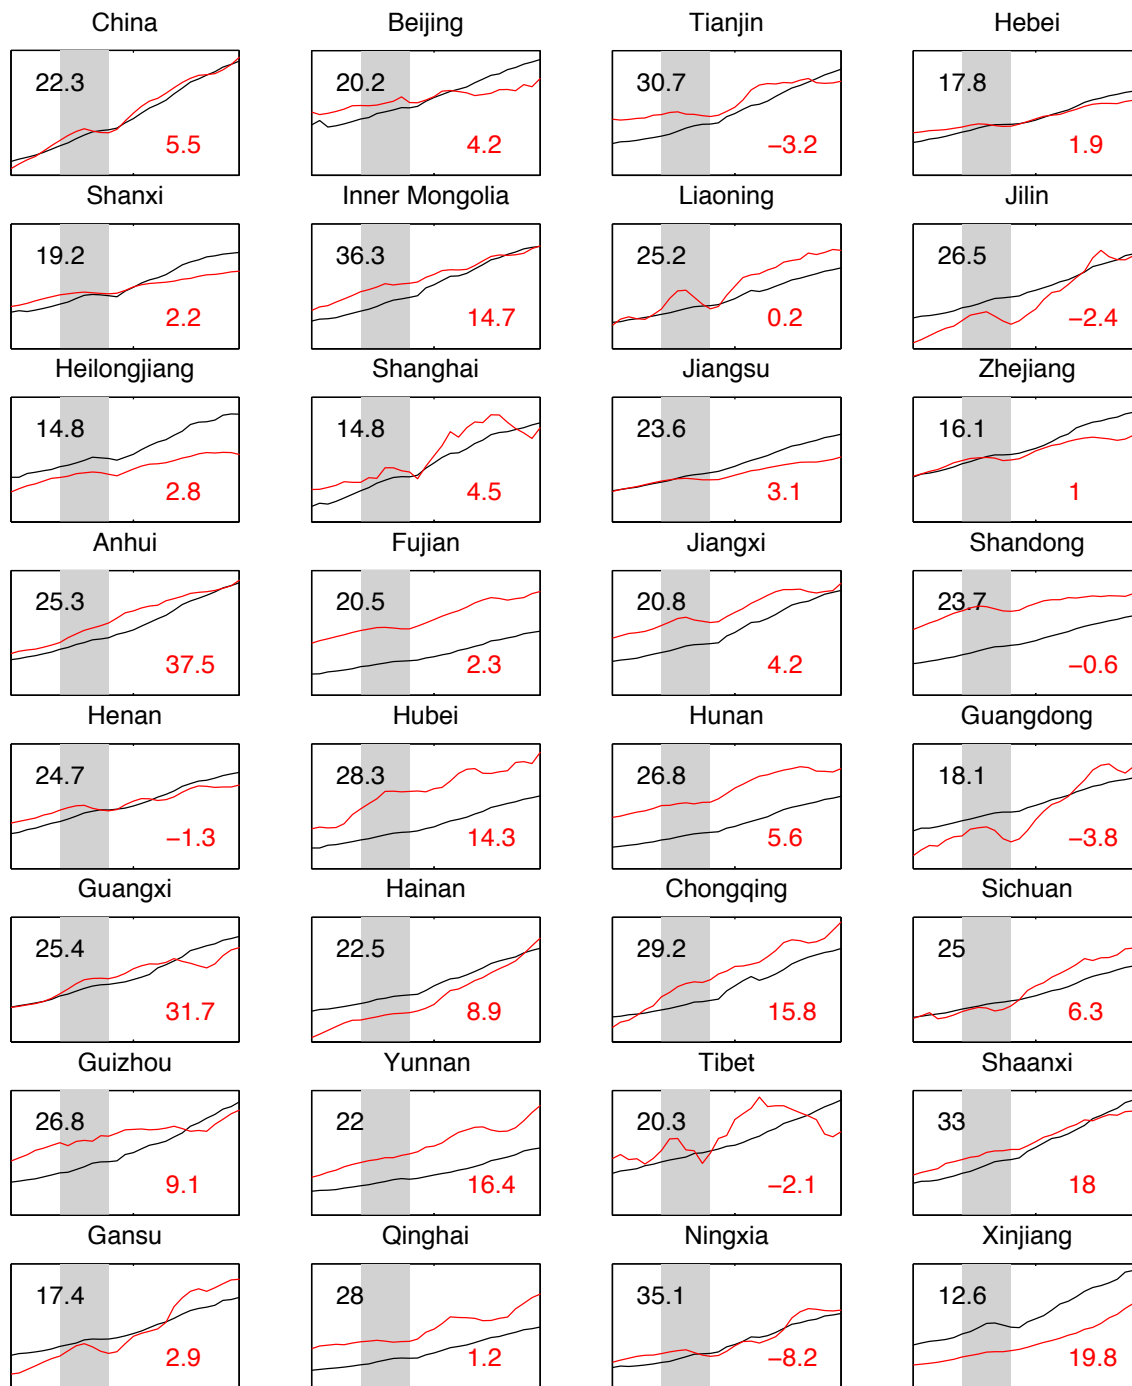 China Beijing Tianjin Hebei
22.3 20.2 30.7 17.8
5.5 4.2 −3.2 1.9
Shanxi Inner Mongolia Liaoning Jilin
19.2 36.3 25.2 26.5
2.2 14.7 0.2 −2.4
Heilongjiang Shanghai Jiangsu Zhejiang
14.8 14.8 23.6 16.1
2.8 4.5 3.1 1
Anhui Fujian Jiangxi Shandong
25.3 20.5 20.8 23.7
37.5 2.3 4.2 −0.6
Henan Hubei Hunan Guangdong
24.7 28.3 26.8 18.1
−1.3 14.3 5.6 −3.8
Guangxi Hainan Chongqing Sichuan
25.4 22.5 29.2 25
31.7 8.9 15.8 6.3
Guizhou Yunnan Tibet Shaanxi
26.8 22 20.3 33
9.1 16.4 −2.1 18
Gansu Qinghai Ningxia Xinjiang
17.4 28 35.1 12.6
2.9 1.2 −8.2 19.8